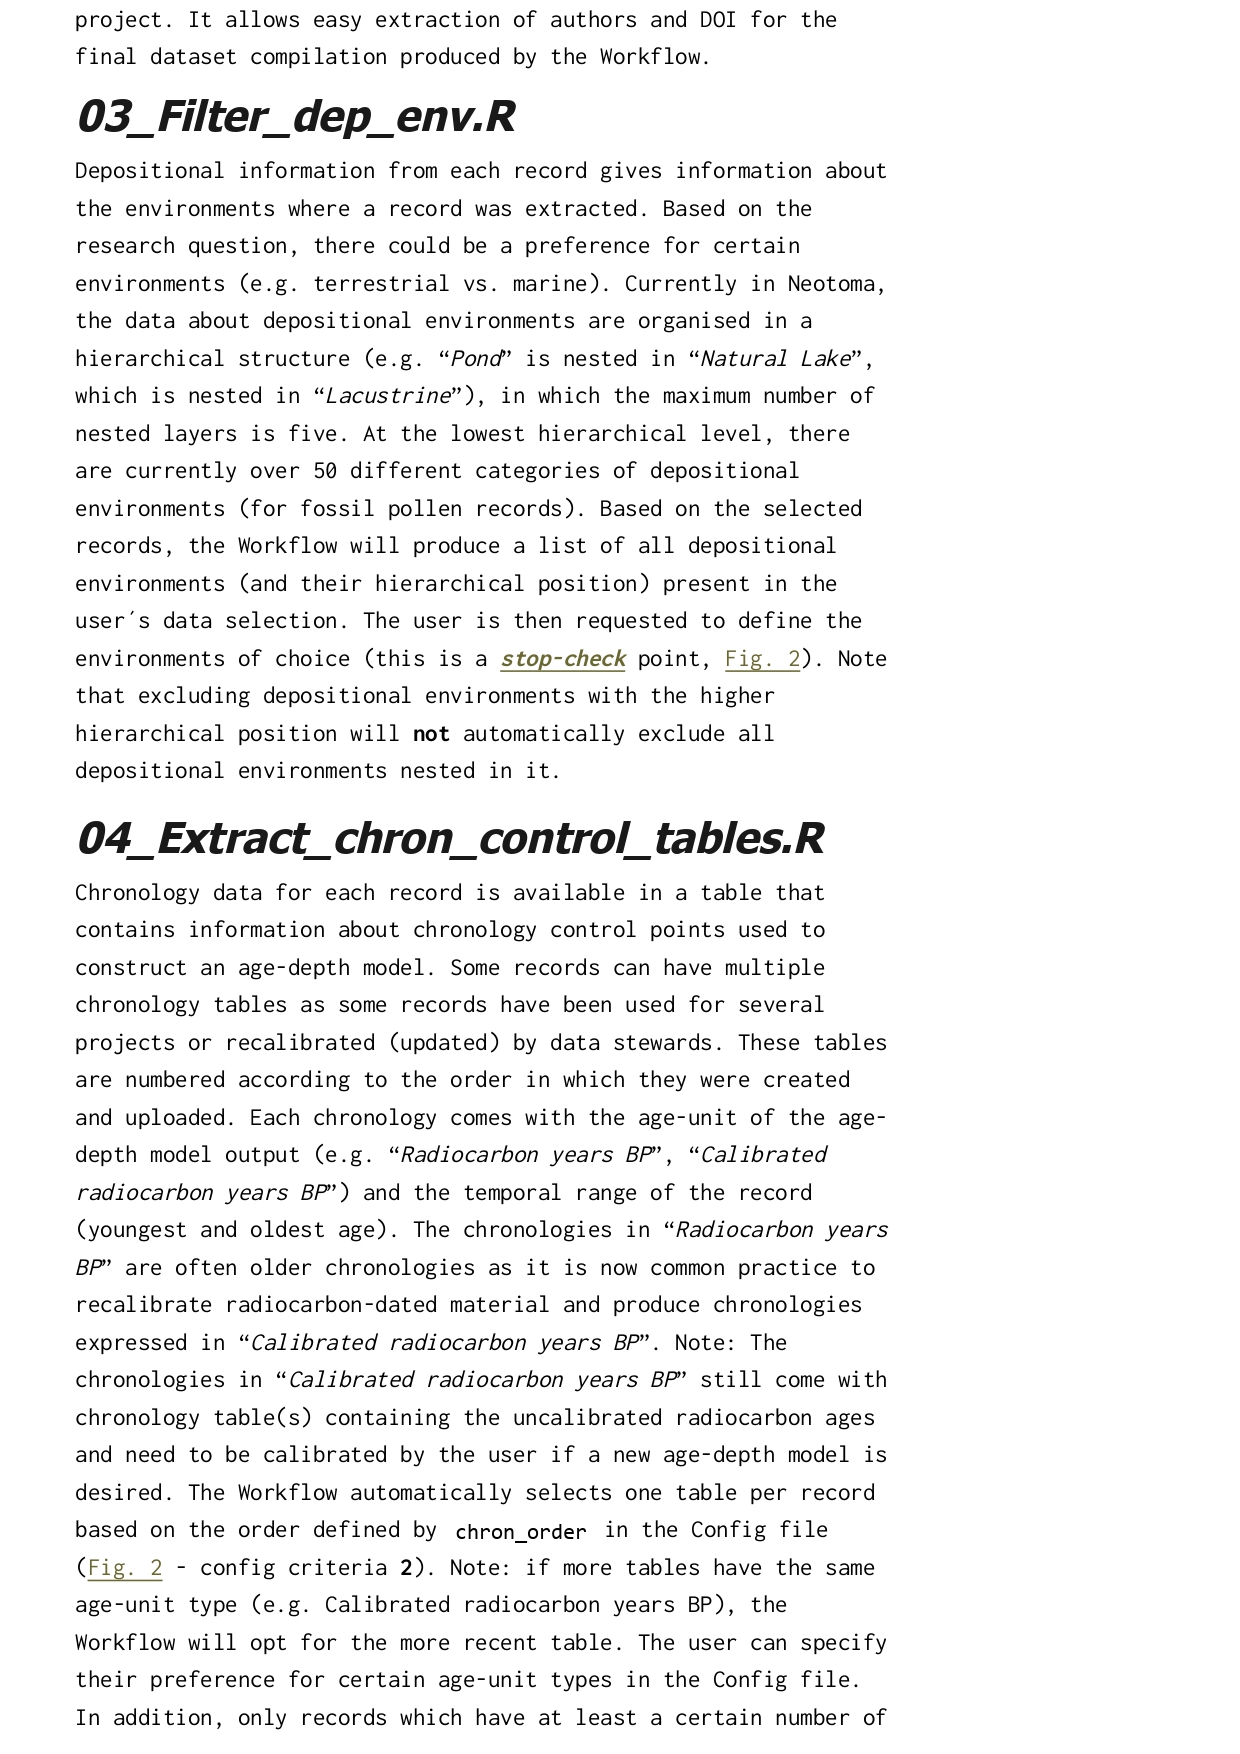 project. It allows easy extraction of authors and DOI for the
final dataset compilation produced by the Workflow.
03_Filter_dep_env.R
Depositional information from each record gives information about
the environments where a record was extracted. Based on the
research question, there could be a preference for certain
environments (e.g. terrestrial vs. marine). Currently in Neotoma,
the data about depositional environments are organised in a
hierarchical structure (e.g. “Pond” is nested in “Natural Lake”,
which is nested in “Lacustrine”), in which the maximum number of
nested layers is five. At the lowest hierarchical level, there
are currently over 50 different categories of depositional
environments (for fossil pollen records). Based on the selected
records, the Workflow will produce a list of all depositional
environments (and their hierarchical position) present in the
user´s data selection. The user is then requested to define the
environments of choice (this is a stop-check point, Fig. 2). Note
that excluding depositional environments with the higher
hierarchical position will not automatically exclude all
depositional environments nested in it.
04_Extract_chron_control_tables.R
Chronology data for each record is available in a table that
contains information about chronology control points used to
construct an age-depth model. Some records can have multiple
chronology tables as some records have been used for several
projects or recalibrated (updated) by data stewards. These tables
are numbered according to the order in which they were created
and uploaded. Each chronology comes with the age-unit of the age-
depth model output (e.g. “Radiocarbon years BP”, “Calibrated
radiocarbon years BP”) and the temporal range of the record
(youngest and oldest age). The chronologies in “Radiocarbon years
BP” are often older chronologies as it is now common practice to
recalibrate radiocarbon-dated material and produce chronologies
expressed in “Calibrated radiocarbon years BP”. Note: The
chronologies in “Calibrated radiocarbon years BP” still come with
chronology table(s) containing the uncalibrated radiocarbon ages
and need to be calibrated by the user if a new age-depth model is
desired. The Workflow automatically selects one table per record
based on the order defined by chron_order in the Config file
(Fig. 2 - config criteria 2). Note: if more tables have the same
age-unit type (e.g. Calibrated radiocarbon years BP), the
Workflow will opt for the more recent table. The user can specify
their preference for certain age-unit types in the Config file.
In addition, only records which have at least a certain number of